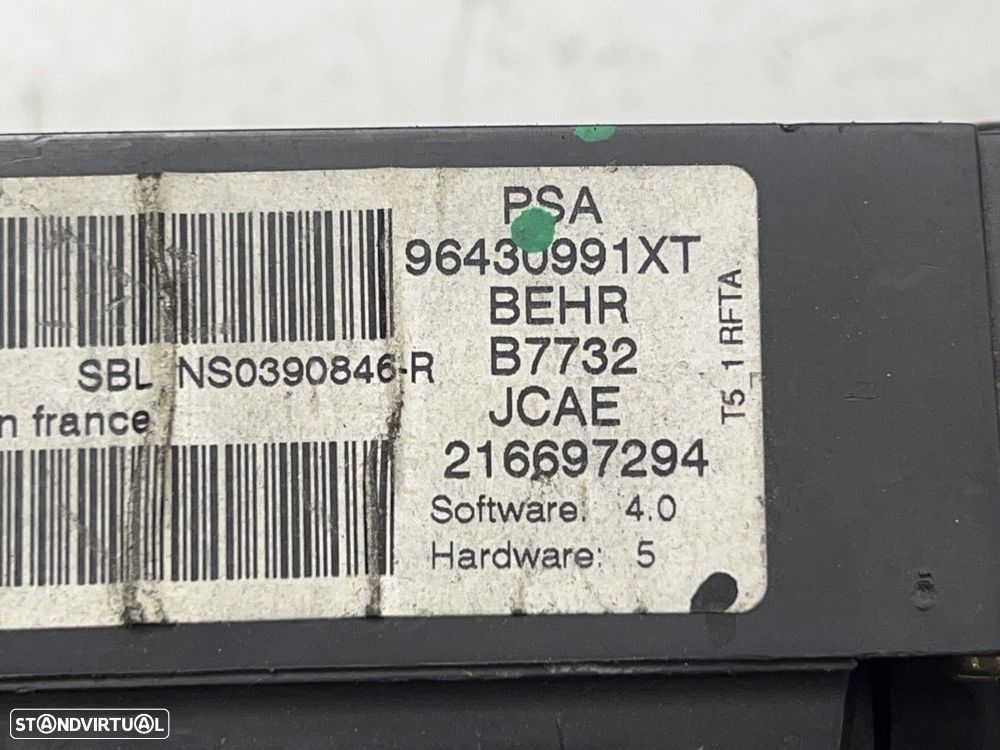 PSA
96430991XT
BEHR
B7732
JCAE
216697294
Software: 4.0
Hardware: 5
SBL NS0390846-R
n france
T5 1 RFTA
STANDVIRTUAL